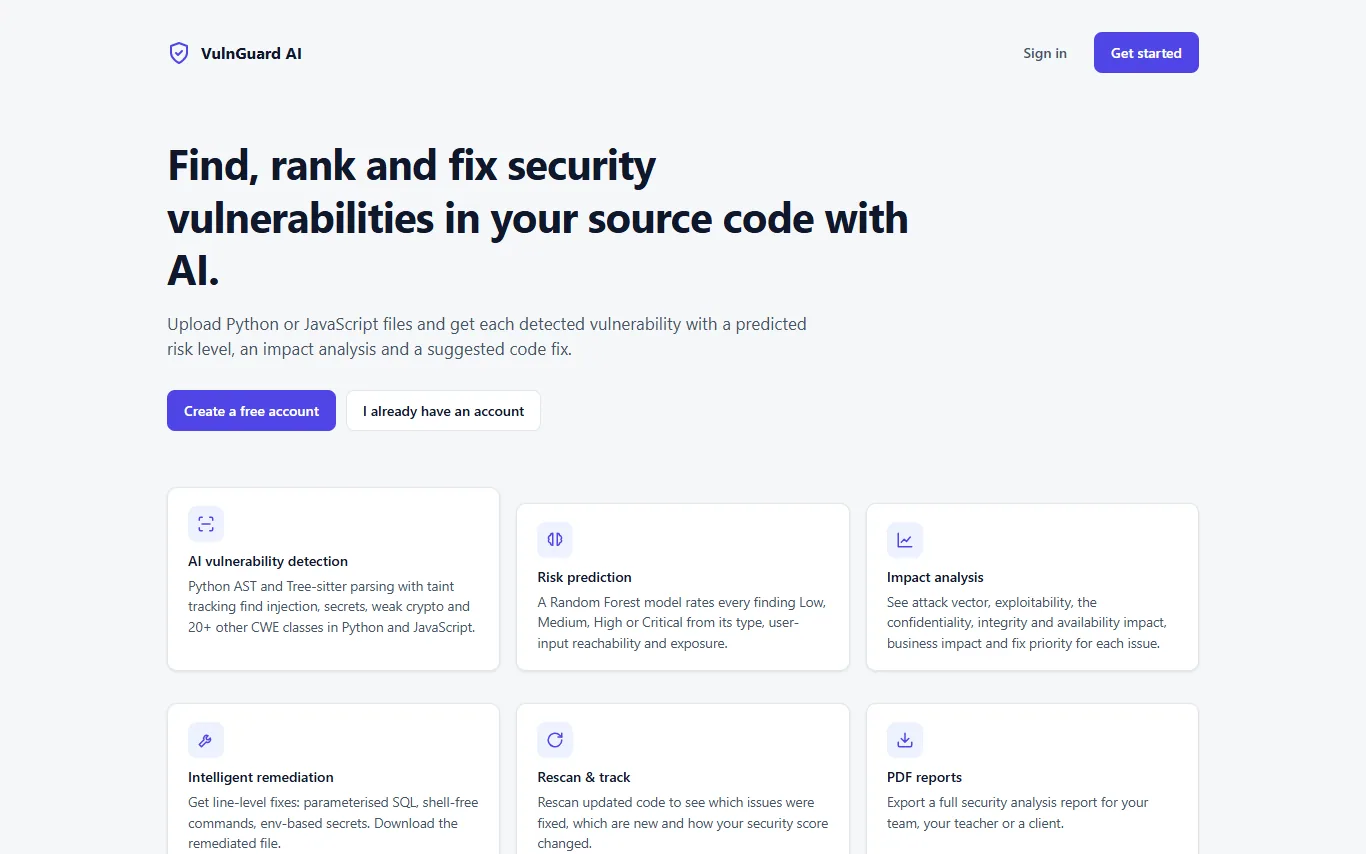 VulnGuard AI
Sign in
Get started
Find, rank and fix security
vulnerabilities in your source code with
AI.
Upload Python or JavaScript files and get each detected vulnerability with a predicted
risk level, an impact analysis and a suggested code fix.
Create a free account
I already have an account
AI vulnerability detection
Python AST and Tree-sitter parsing with taint
tracking find injection, secrets, weak crypto and
20+ other CWE classes in Python and JavaScript.
Risk prediction
A Random Forest model rates every finding Low,
Medium, High or Critical from its type, user-
input reachability and exposure.
Impact analysis
See attack vector, exploitability, the
confidentiality, integrity and availability impact,
business impact and fix priority for each issue.
Intelligent remediation
Get line-level fixes: parameterised SQL, shell-free
commands, env-based secrets. Download the
remediated file.
Rescan & track
Rescan updated code to see which issues were
fixed, which are new and how your security score
changed.
PDF reports
Export a full security analysis report for your
team, your teacher or a client.